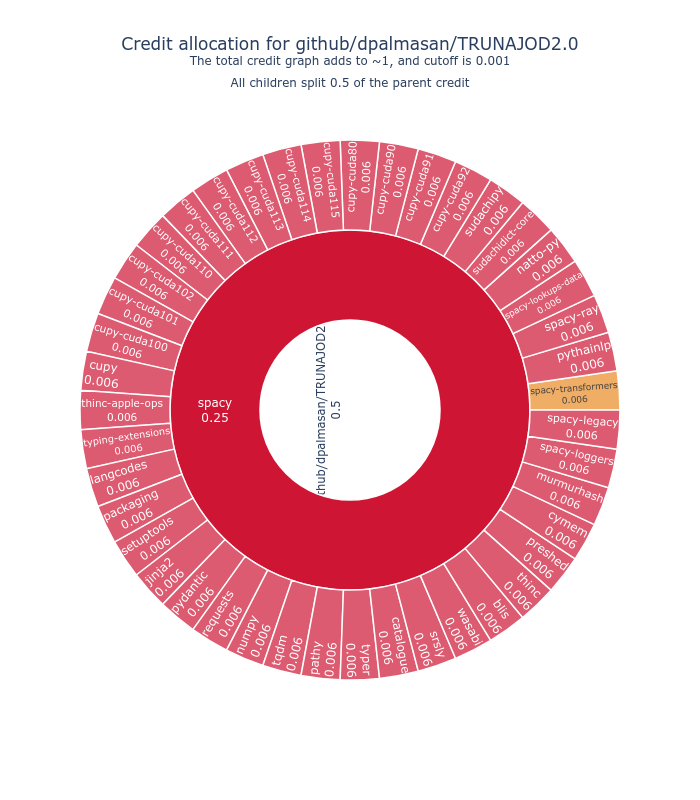 Credit allocation for github/dpalmasan/TRUNAJOD2.0
The total credit graph adds to ~1, and cutoff is 0.001
All children split 0.5 of the parent credit
cupy-cuda80
0.006
cupy-cuda90
0.006
cupy-cuda91
0.006
cupy-cuda92
0.006
sudachipy
0.006
sudachidict-core
0.006
natto-py
0.006
spacy-lookups-data
0.006
spacy-ray
0.006
pythainlp
0.006
spacy-transformers
0.006
spacy-legacy
0.006
spacy-loggers
0.006
murmurhash
0.006
cymem
0.006
preshed
0.006
thinc
0.006
blis
0.006
wasabi
0.006
srsly
0.006
catalogue
0.006
typer
0.006
pathy
0.006
tqdm
0.006
numpy
0.006
requests
0.006
pydantic
0.006
jinja2
0.006
setuptools
0.006
packaging
0.006
langcodes
0.006
typing-extensions
0.006
thinc-apple-ops
0.006
cupy
0.006
cupy-cuda100
0.006
cupy-cuda101
0.006
cupy-cuda102
0.006
cupy-cuda110
0.006
cupy-cuda111
0.006
cupy-cuda112
0.006
cupy-cuda113
0.006
cupy-cuda114
0.006
cupy-cuda115
0.006
spacy
0.25
hub/dpalmasan/TRUNAJOD2
0.5